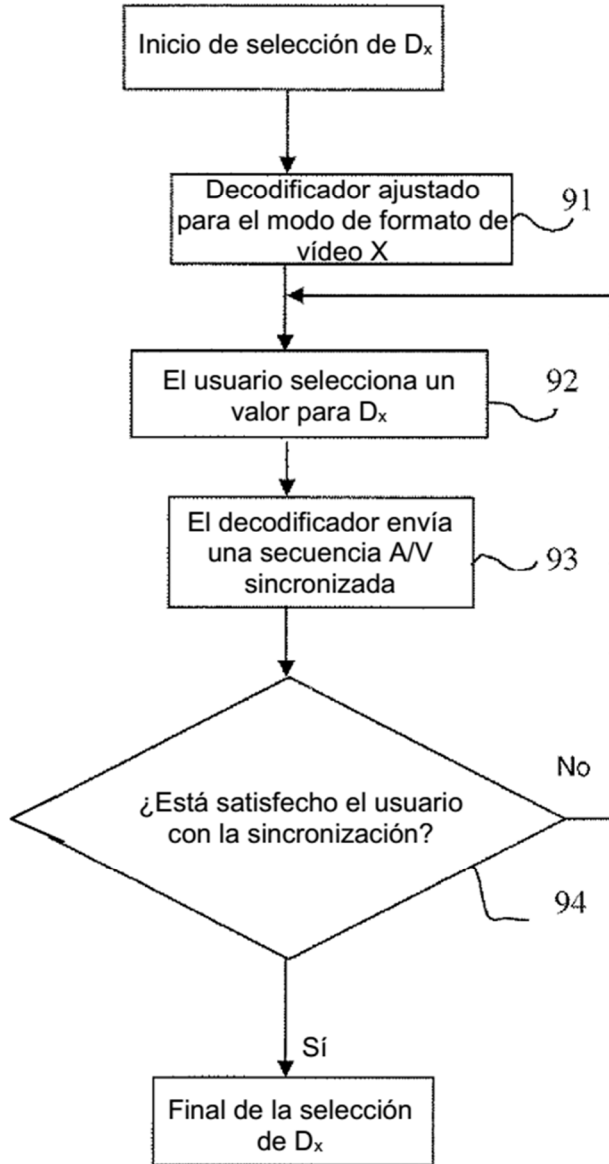 Inicio de selección de Dₓ
Decodificador ajustado
para el modo de formato de
vídeo X
91
El usuario selecciona un
valor para Dₓ
92
El decodificador envía
una secuencia A/V
sincronizada
93
No
¿Está satisfecho el usuario
con la sincronización?
94
Sí
Final de la selección
de Dₓ